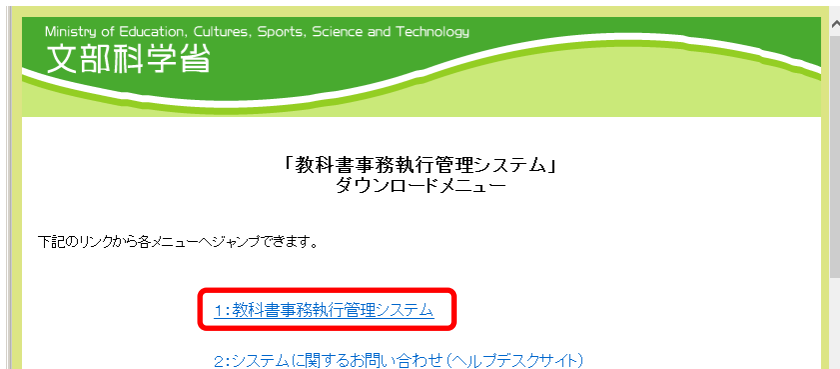 Ministry of Education, Cultures, Sports, Science and Technology
文部科学省
「教科書事務執行管理システム」
ダウンロードメニュー
下記のリンクから各メニューへジャンプできます。
1:教科書事務執行管理システム
2:システムに関するお問い合わせ(ヘルプデスクサイト)